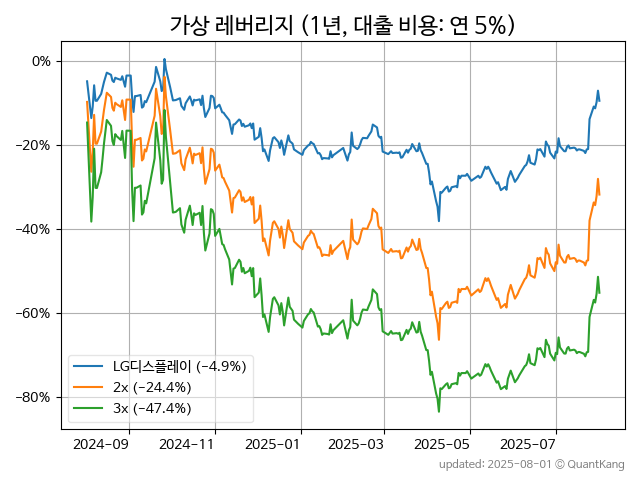 가상 레버리지 (1년, 대출 비용: 연 5%)
0%
−20%
−40%
−60%
−80%
LG디스플레이 (−4.9%)
2x (−24.4%)
3x (−47.4%)
2024-09 2024-11 2025-01 2025-03 2025-05 2025-07
updated: 2025-08-01 © QuantKang